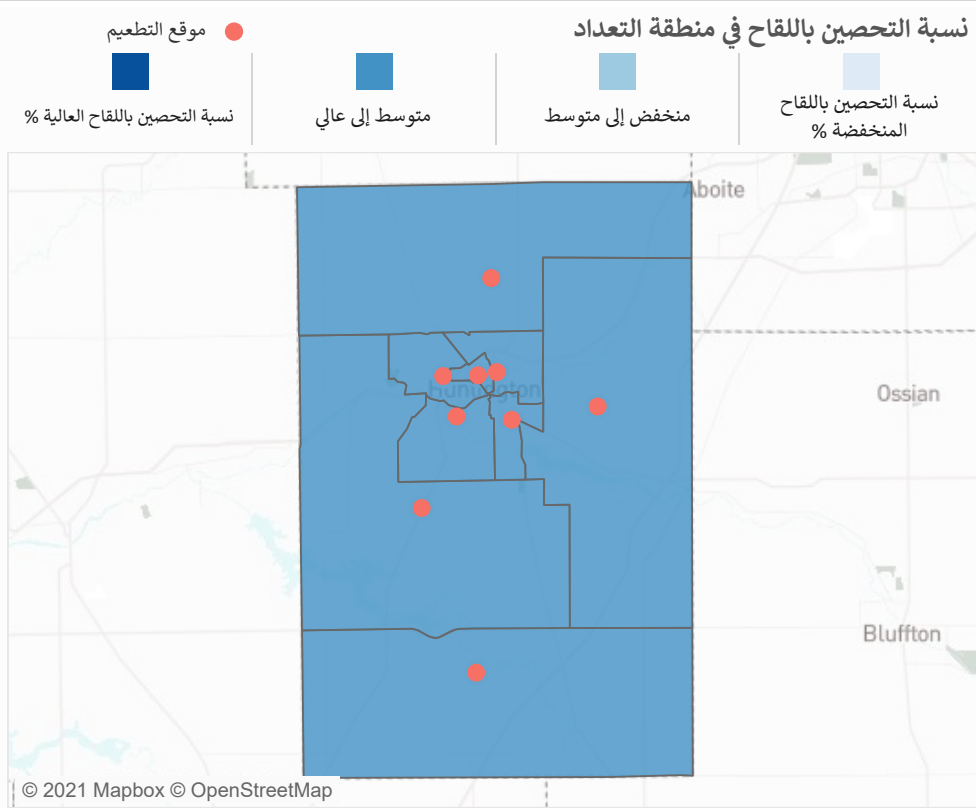 نسبة التحصين باللقاح في منطقة التعداد
موقع التطعيم
نسبة التحصين باللقاح
المنخفضة %
منخفض إلى متوسط
متوسط إلى عالي
نسبة التحصين باللقاح العالية %
Aboite
Huntington
Ossian
Bluffton
© 2021 Mapbox © OpenStreetMap